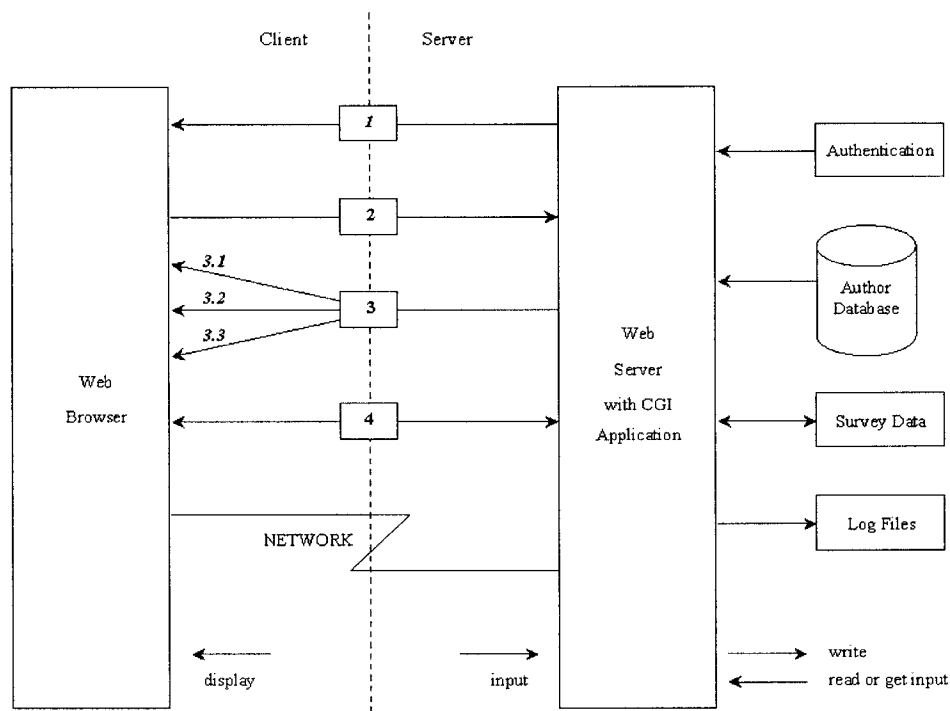 Client
Server
1
Authentication
2
3.1
3.2
3
3.3
Author
Database
Web
Browser
Web
Server
with CGI
Application
4
Survey Data
Log Files
NETWORK
display
input
write
read or get input